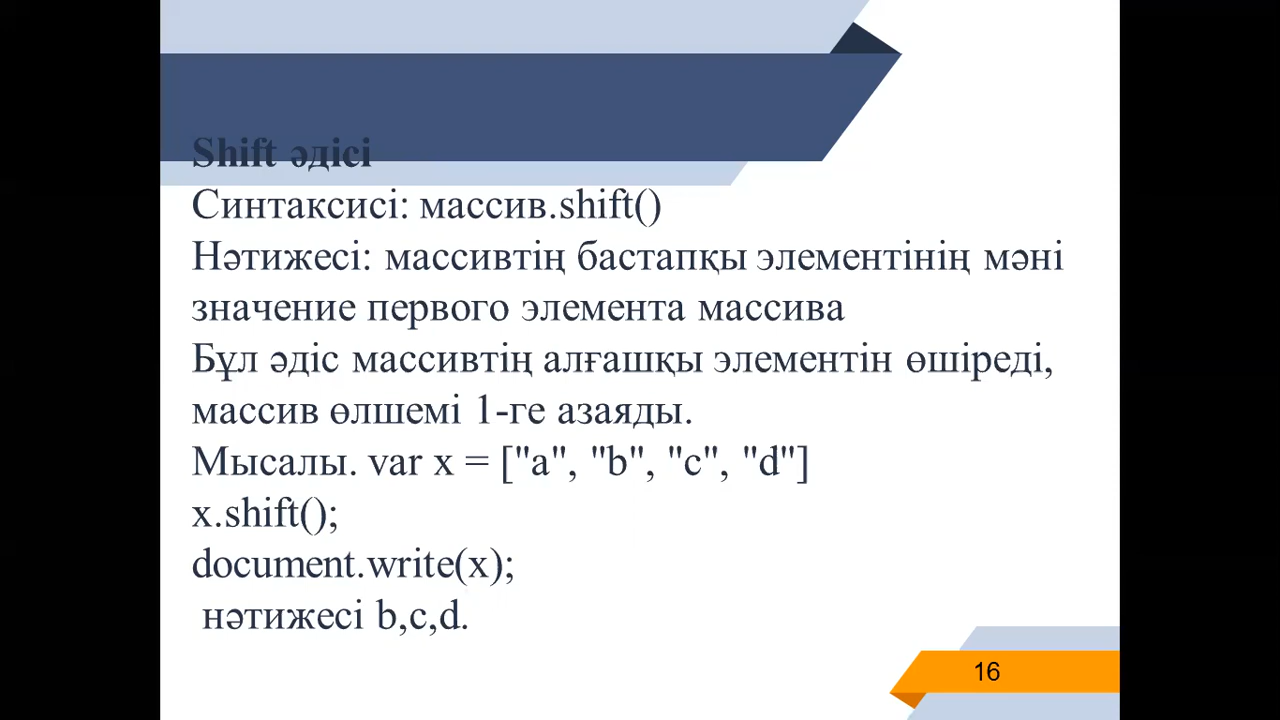 Shift әдісі
Синтаксисі: массив.shift()
Нәтижесі: массивтің бастапқы элементінің мәні
значение первого элемента массива
Бұл әдіс массивтің алғашқы элементін өшіреді,
массив өлшемі 1-ге азаяды.
Мысалы. var x = ["a", "b", "c", "d"]
x.shift();
document.write(x);
нәтижесі b,c,d.
16